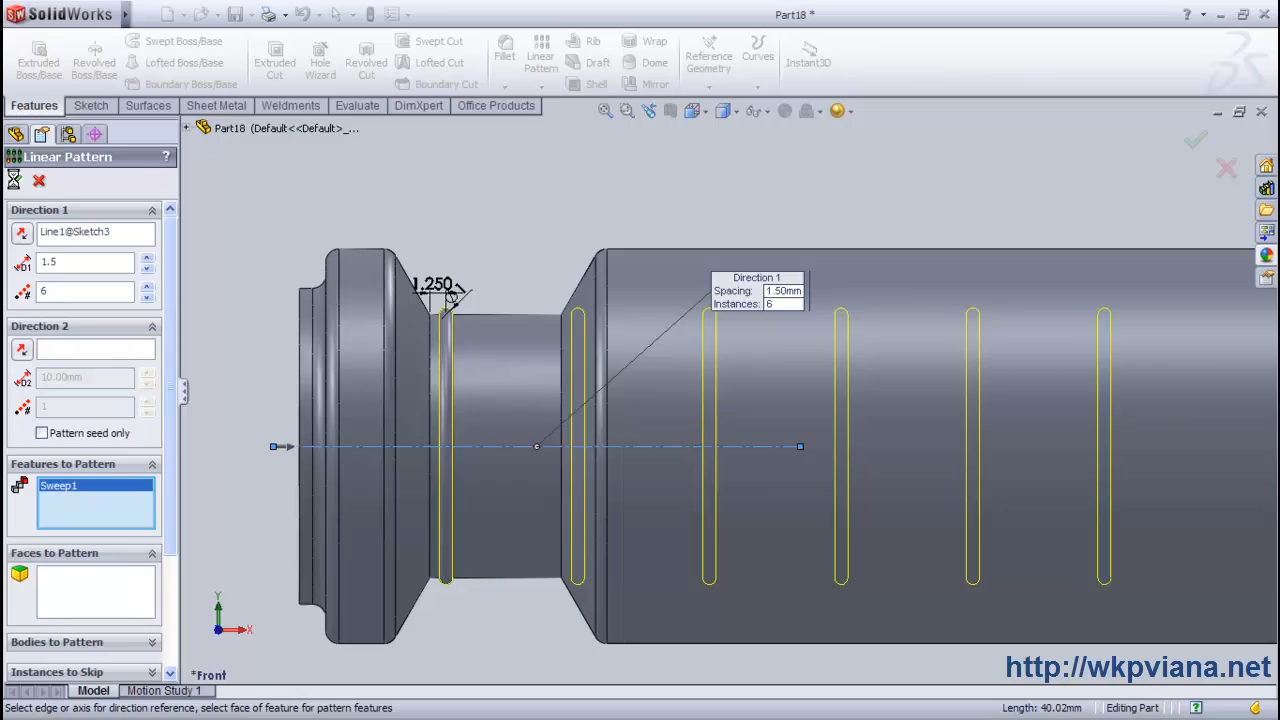 SolidWorks
Part18 *
Extruded Boss/Base
Revolved Boss/Base
Swept Boss/Base
Lofted Boss/Base
Boundary Boss/Base
Extruded Cut
Hole Wizard
Revolved Cut
Swept Cut
Lofted Cut
Boundary Cut
Fillet
Linear Pattern
Rib
Draft
Shell
Wrap
Dome
Mirror
Reference Geometry
Curves
Instant3D
Features
Sketch
Surfaces
Sheet Metal
Weldments
Evaluate
DimXpert
Office Products
Part18 (Default<<Default>_...
Linear Pattern
?
Direction 1
Line1@Sketch3
1.5
6
Direction 2
10.00mm
1
Pattern seed only
Features to Pattern
Sweep1
Faces to Pattern
Bodies to Pattern
Instances to Skip
1.250
Direction 1
Spacing: 1.50mm
Instances: 6
Y
X
*Front
http://wkpviana.net
Model
Motion Study 1
Select edge or axis for direction reference, select face of feature for pattern features
Length: 40.02mm
Editing Part